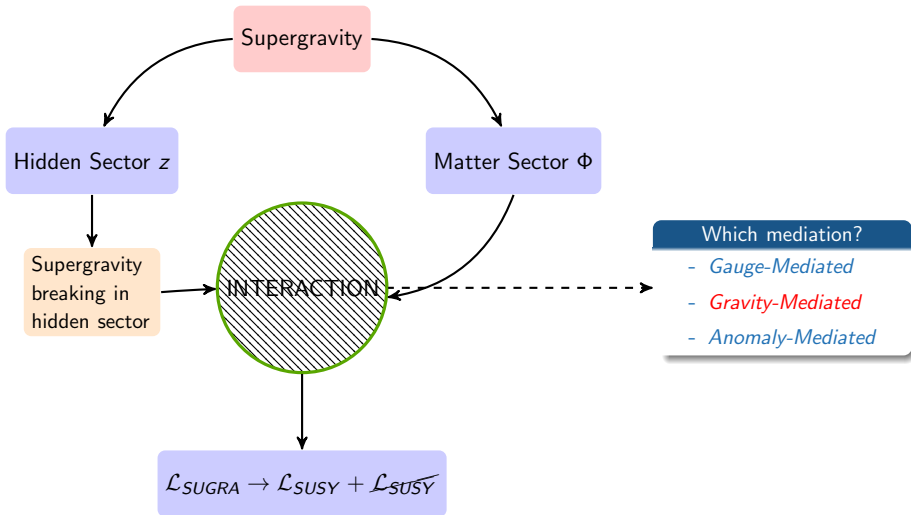 Supergravity
Hidden Sector z
Matter Sector Φ
Supergravity
breaking in
hidden sector
INTERACTION
Which mediation?
- Gauge-Mediated
- Gravity-Mediated
- Anomaly-Mediated
ℒSUGRA → ℒSUSY + ℒSUSY